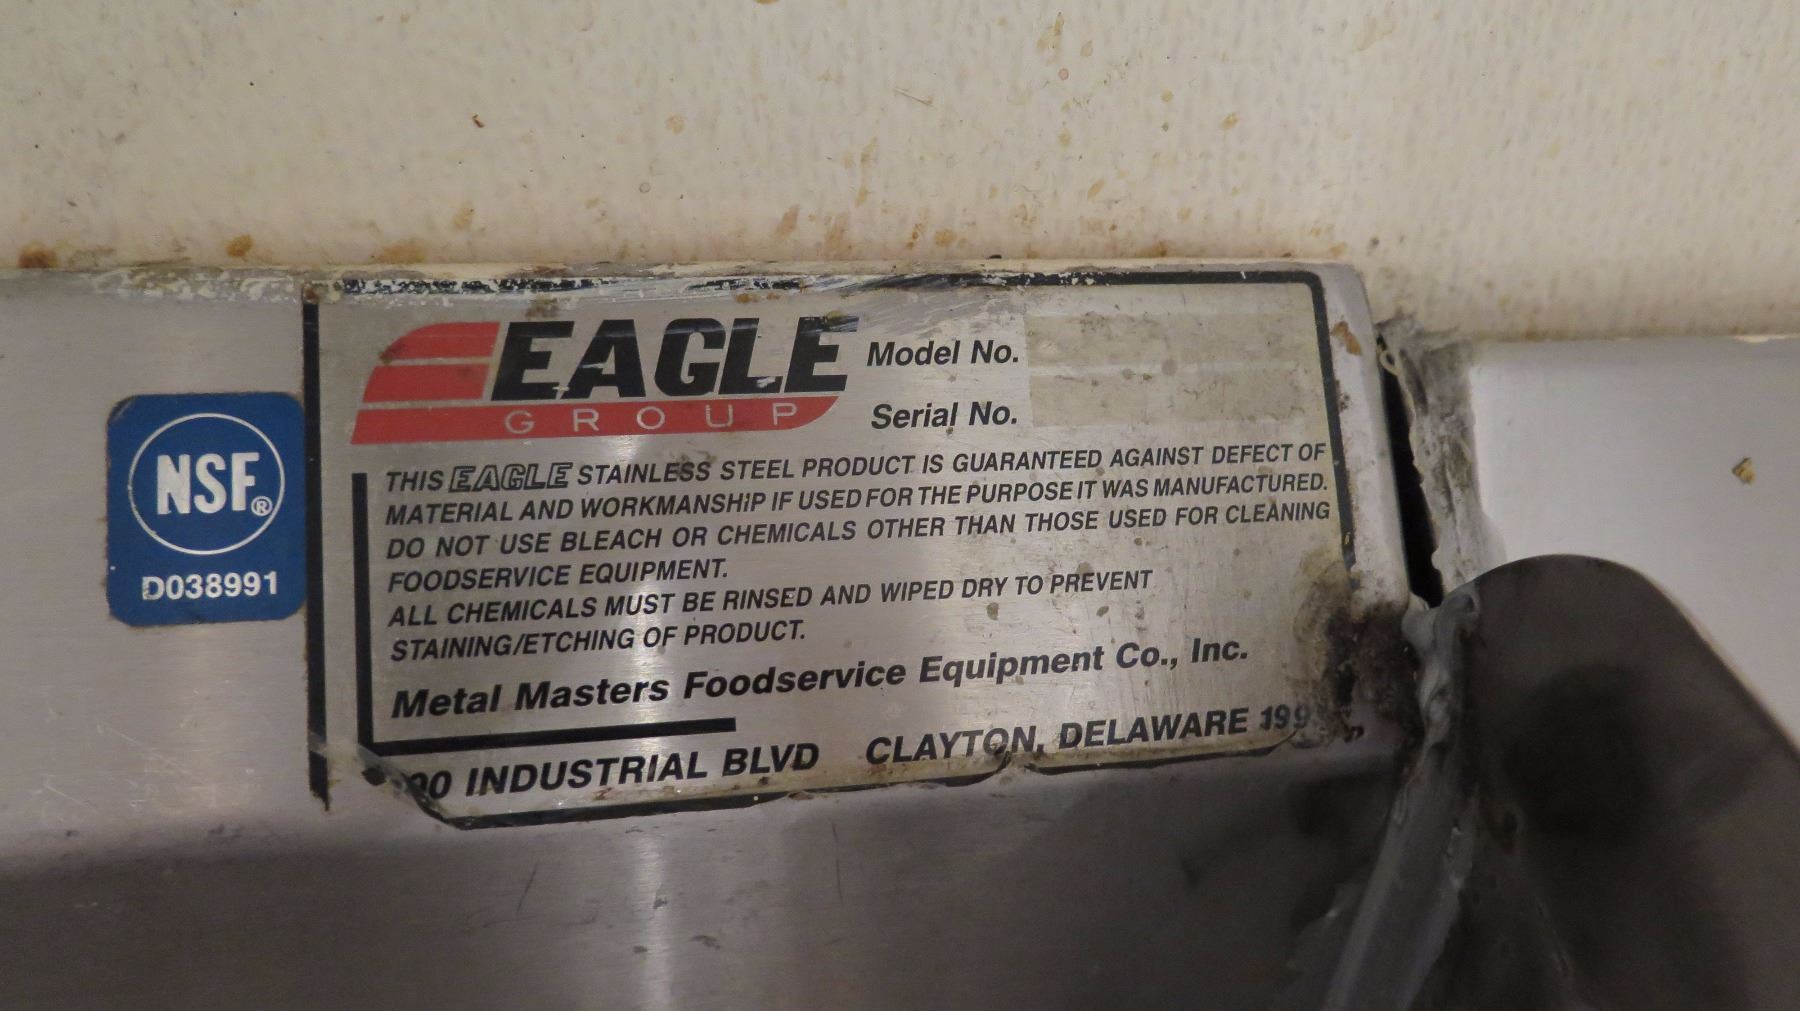 EAGLE
GROUP
Model No.
Serial No.
THIS EAGLE STAINLESS STEEL PRODUCT IS GUARANTEED AGAINST DEFECT OF
MATERIAL AND WORKMANSHIP IF USED FOR THE PURPOSE IT WAS MANUFACTURED.
DO NOT USE BLEACH OR CHEMICALS OTHER THAN THOSE USED FOR CLEANING
FOODSERVICE EQUIPMENT.
ALL CHEMICALS MUST BE RINSED AND WIPED DRY TO PREVENT
STAINING/ETCHING OF PRODUCT.
Metal Masters Foodservice Equipment Co., Inc.
INDUSTRIAL BLVD CLAYTON, DELAWARE
NSF®
D038991